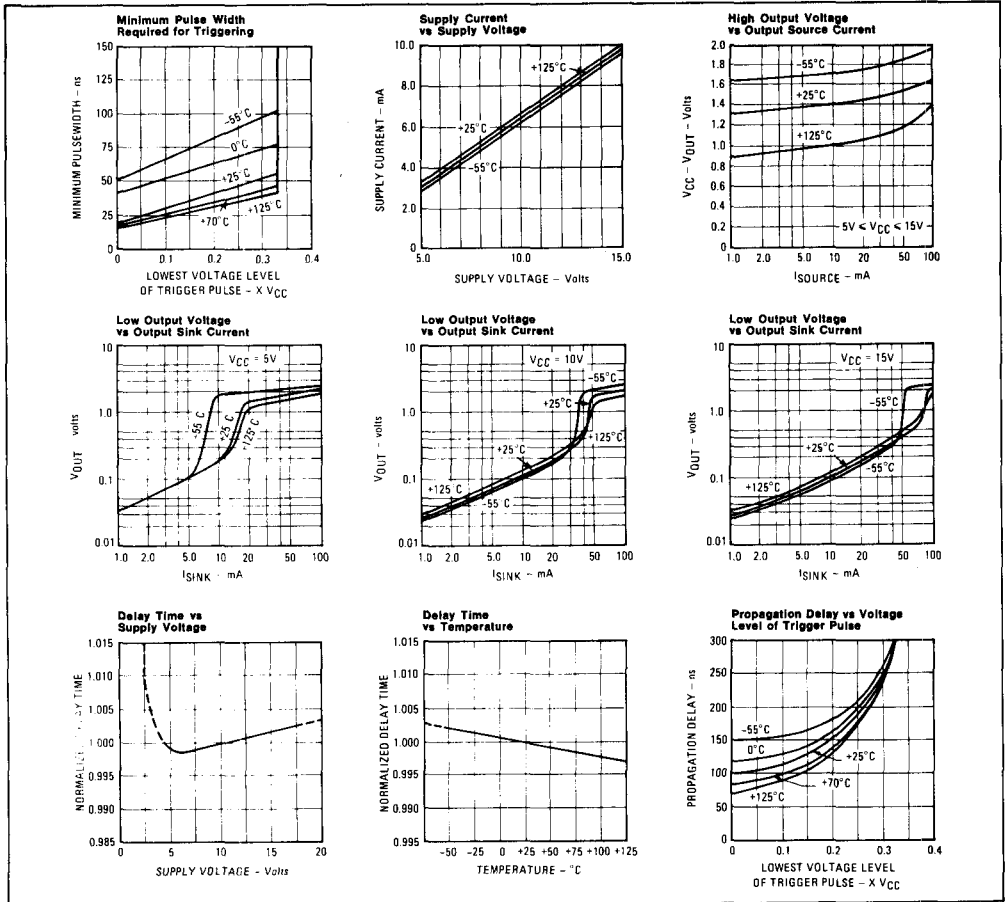 Minimum Pulse Width
Required for Triggering
MINIMUM PULSEWIDTH – ns
150
100
75
50
25
0
-55°C
0°C
+25°C
+70°C
+125°C
0 0.1 0.2 0.3 0.4
LOWEST VOLTAGE LEVEL
OF TRIGGER PULSE – X VCC
Supply Current
vs Supply Voltage
SUPPLY CURRENT – mA
10.0
8.0
6.0
4.0
2.0
0
+125°C
+25°C
-55°C
5.0 10.0 15.0
SUPPLY VOLTAGE – Volts
High Output Voltage
vs Output Source Current
VCC – VOUT – volts
2.0
1.8
1.6
1.4
1.2
1.0
0.8
0.6
0.4
0.2
0
-55°C
+25°C
+125°C
5V ≤ VCC ≤ 15V
1.0 2.0 5.0 10 20 50 100
ISOURCE – mA
Low Output Voltage
vs Output Sink Current
VOUT volts
10
1.0
0.1
0.01
VCC = 5V
-55 C
+25°C
+125°C
1.0 2.0 5.0 10 20 50 100
ISINK - mA
Low Output Voltage
vs Output Sink Current
VOUT – volts
10
1.0
0.1
0.01
VCC = 10V
-55°C
+25°C
+125°C
+25°C
+125°C
-55°C
1.0 2.0 5.0 10 20 50 100
ISINK – mA
Low Output Voltage
vs Output Sink Current
VOUT – volts
10
1.0
0.1
0.01
VCC = 15V
-55°C
+25°C
-55°C
+125°C
1.0 2.0 5.0 10 20 50 100
ISINK – mA
Delay Time vs
Supply Voltage
NORMALIZED AY TIME
1.015
1.010
1.005
1.000
0.995
0.990
0.985
0 5 10 15 20
SUPPLY VOLTAGE – Volts
Delay Time
vs Temperature
NORMALIZED DELAY TIME
1.015
1.010
1.005
1.000
0.995
0.990
0.995
-50 -25 0 +25 +50 +75 +100 +125
TEMPERATURE – °C
Propagation Delay vs Voltage
Level of Trigger Pulse
PROPAGATION DELAY – ns
300
250
200
150
100
50
0
-55°C
0°C
+25°C
+70°C
+125°C
0 0.1 0.2 0.3 0.4
LOWEST VOLTAGE LEVEL
OF TRIGGER PULSE – X VCC